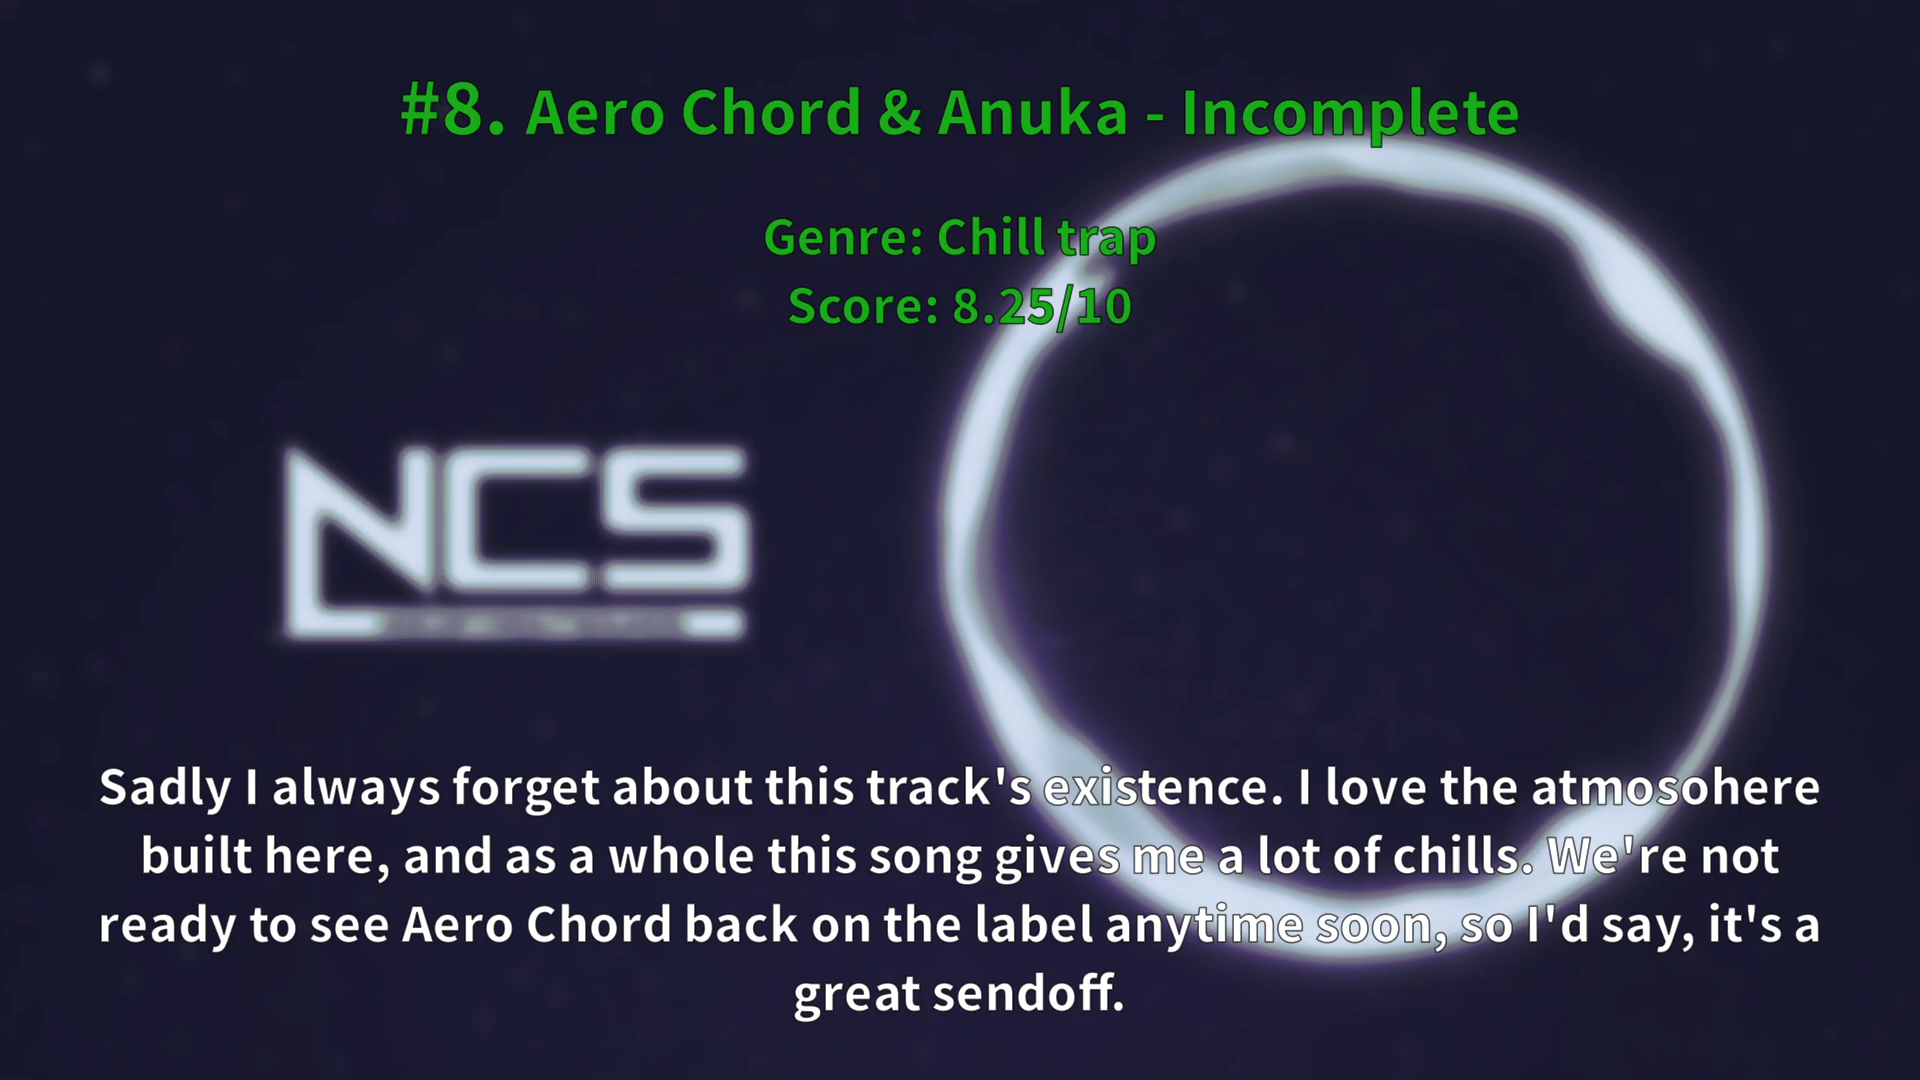 #8. Aero Chord & Anuka - Incomplete
Genre: Chill trap
Score: 8.25/10
NCS
Sadly I always forget about this track's existence. I love the atmosohere
built here, and as a whole this song gives me a lot of chills. We're not
ready to see Aero Chord back on the label anytime soon, so I'd say, it's a
great sendoff.